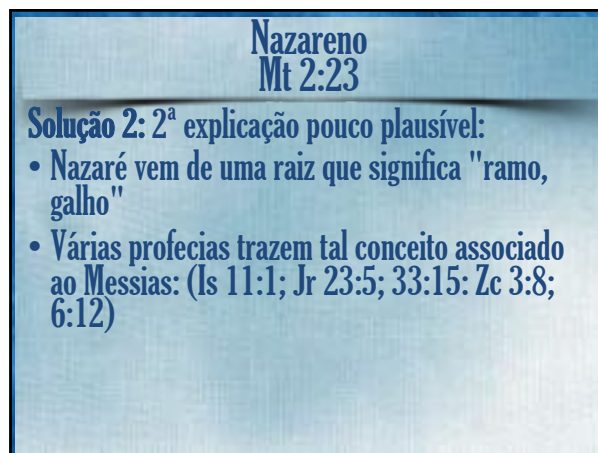 Nazareno
Mt 2:23
Solução 2: 2ª explicação pouco plausível:
• Nazaré vem de uma raiz que significa "ramo,
galho"
• Várias profecias trazem tal conceito associado
ao Messias: (Is 11:1; Jr 23:5; 33:15: Zc 3:8;
6:12)